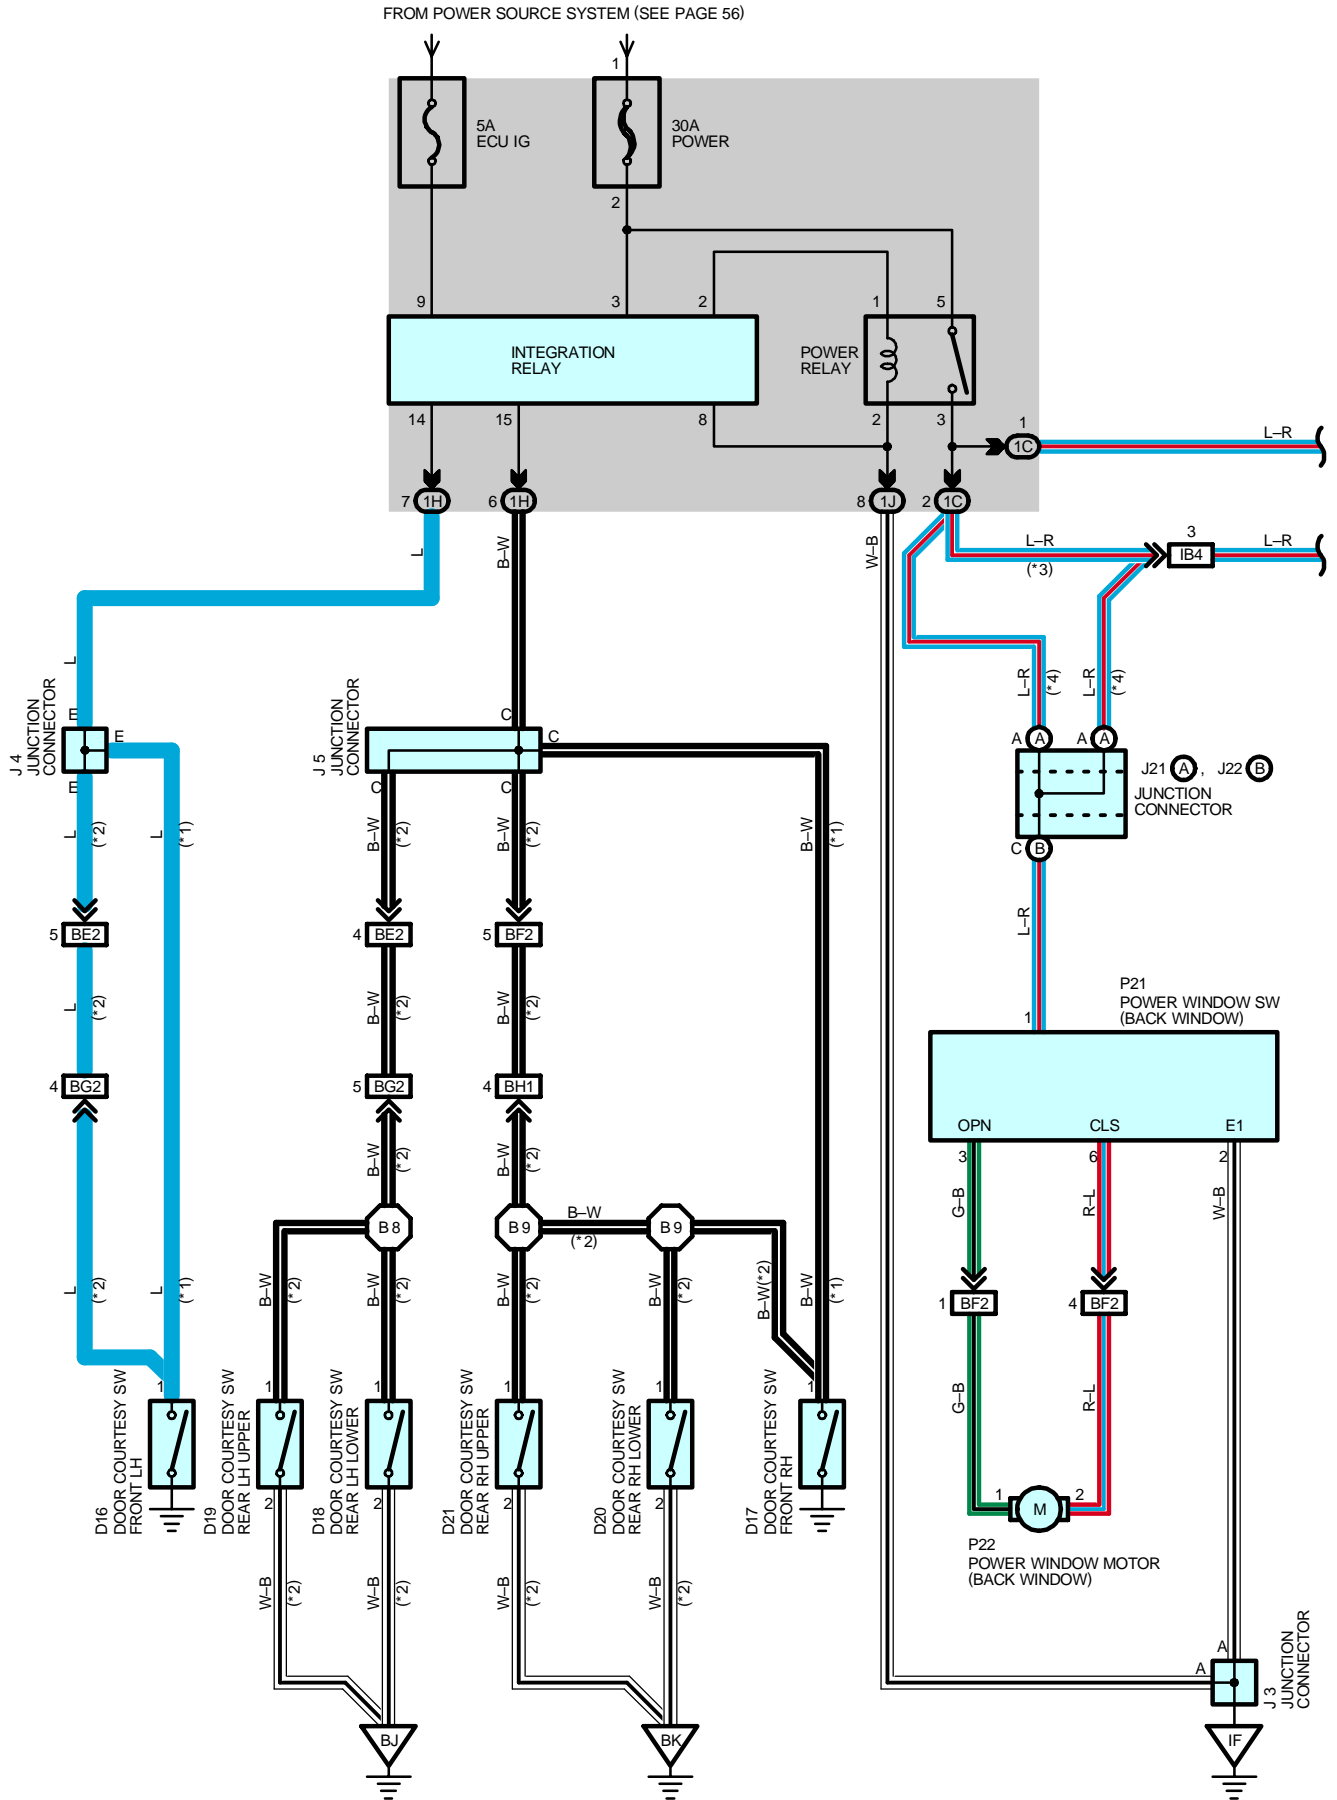 FROM POWER SOURCE SYSTEM (SEE PAGE 56)
1
5A
ECU IG
30A
POWER
2
9
3
2
1
5
INTEGRATION
RELAY
POWER
RELAY
14
15
8
2
3
1
1C
L–R
7
1H
6
1H
8
1J
2
1C
L
B–W
W–B
L–R
(*3)
3
IB4
L–R
L
L–R
(*4)
L–R
(*4)
J 4
JUNCTION
CONNECTOR
E
E
E
J 5
JUNCTION
CONNECTOR
C
C
C
C
A
A
A
A
J21 A , J22 B
JUNCTION
CONNECTOR
C
B
L
(*2)
L
(*1)
B–W
(*2)
B–W
(*2)
B–W
(*1)
L–R
5
BE2
4
BE2
5
BF2
L
(*2)
B–W
(*2)
B–W
(*2)
P21
POWER WINDOW SW
(BACK WINDOW)
1
4
BG2
5
BG2
4
BH1
OPN
CLS
E1
3
6
2
B–W
(*2)
B–W
(*2)
G–B
R–L
W–B
B 8
B 9
B–W
(*2)
B 9
L
(*2)
L
(*1)
B–W
(*2)
B–W
(*2)
B–W
(*2)
B–W
(*2)
B–W(*2)
B–W
(*1)
1
BF2
4
BF2
1
1
1
1
1
1
G–B
R–L
D16
DOOR COURTESY SW
FRONT LH
D19
DOOR COURTESY SW
REAR LH UPPER
D18
DOOR COURTESY SW
REAR LH LOWER
D21
DOOR COURTESY SW
REAR RH UPPER
D20
DOOR COURTESY SW
REAR RH LOWER
D17
DOOR COURTESY SW
FRONT RH
2
2
2
2
1
M
2
P22
POWER WINDOW MOTOR
(BACK WINDOW)
W–B
(*2)
W–B
(*2)
W–B
(*2)
W–B
(*2)
A
A
J 3
JUNCTION
CONNECTOR
BJ
BK
IF